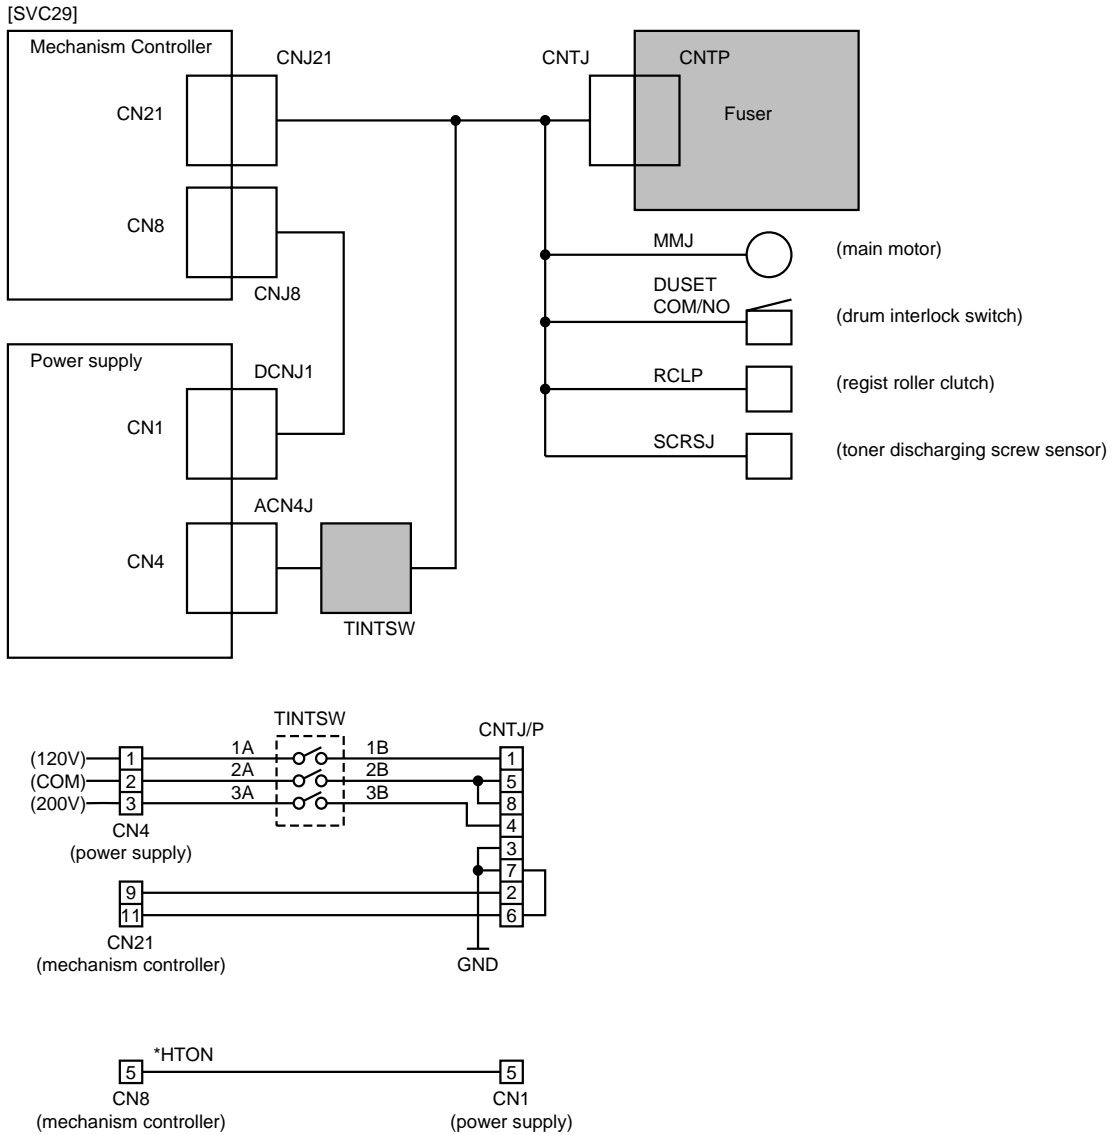 [SVC29]
Mechanism Controller
CNJ21
CNTJ
CNTP
CN21
Fuser
CN8
MMJ
(main motor)
CNJ8
DUSET
COM/NO
(drum interlock switch)
Power supply
DCNJ1
RCLP
(regist roller clutch)
CN1
SCRSJ
(toner discharging screw sensor)
ACN4J
CN4
TINTSW
TINTSW
CNTJ/P
(120V)
1
1A
1B
1
(COM)
2
2A
2B
5
(200V)
3
3A
3B
8
4
CN4
(power supply)
3
7
9
2
11
6
CN21
(mechanism controller)
GND
*HTON
5
5
CN8
(mechanism controller)
CN1
(power supply)